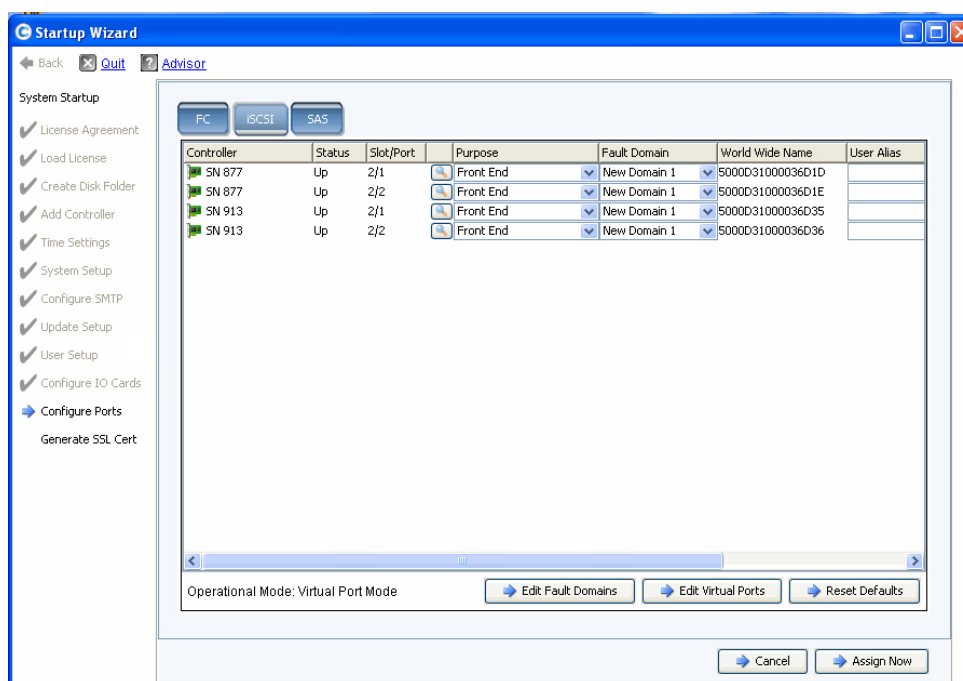 Startup Wizard
Back Quit ? Advisor
System Startup
License Agreement
Load License
Create Disk Folder
Add Controller
Time Settings
System Setup
Configure SMTP
Update Setup
User Setup
Configure IO Cards
Configure Ports
Generate SSL Cert
FC iSCSI SAS
Controller Status Slot/Port Purpose Fault Domain World Wide Name User Alias
SN 877 Up 2/1 Front End New Domain 1 5000D31000036D1D
SN 877 Up 2/2 Front End New Domain 1 5000D31000036D1E
SN 913 Up 2/1 Front End New Domain 1 5000D31000036D35
SN 913 Up 2/2 Front End New Domain 1 5000D31000036D36
Operational Mode: Virtual Port Mode Edit Fault Domains Edit Virtual Ports Reset Defaults
Cancel Assign Now